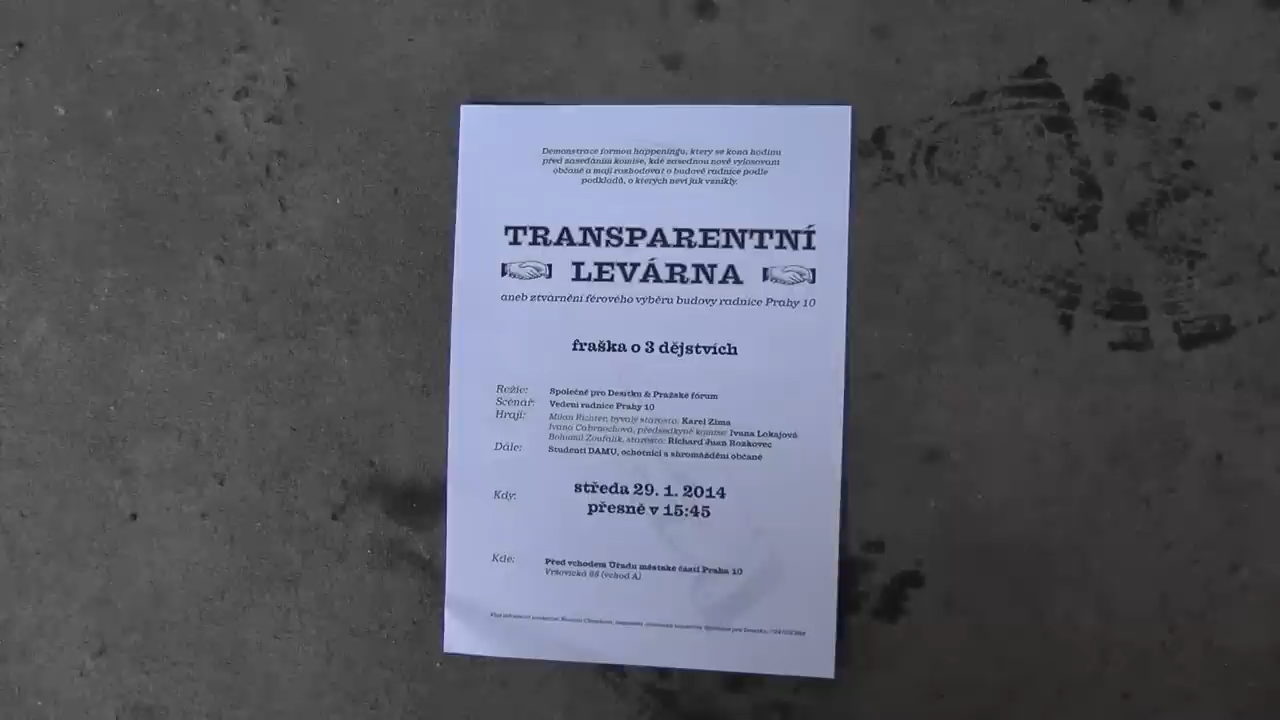 Demonstrace formou happeningu, který se koná hodinu
před zasedáním komise, kde zasednou nově vylosovaní
občané a mají rozhodovat o budově radnice podle
podkladů, o kterých neví jak vznikly.
TRANSPARENTNÍ
LEVÁRNA
aneb ztvárnění férového výběru budovy radnice Prahy 10
fraška o 3 dějstvích
Režie: Společně pro Desítku & Pražské fórum
Scénář: Vedení radnice Prahy 10
Hrají: Milan Richter, bývalý starosta: Karel Zima
Ivana Cabrnochová, předsedkyně komise: Ivana Lokajová
Bohumil Zoufalík, starosta: Richard Juan Rozkovec
Dále: Studenti DAMU, ochotníci a shromáždění občané
Kdy: středa 29. 1. 2014
přesně v 15:45
Kde: Před vchodem Úřadu městské části Praha 10
Vršovická 68 (vchod A)